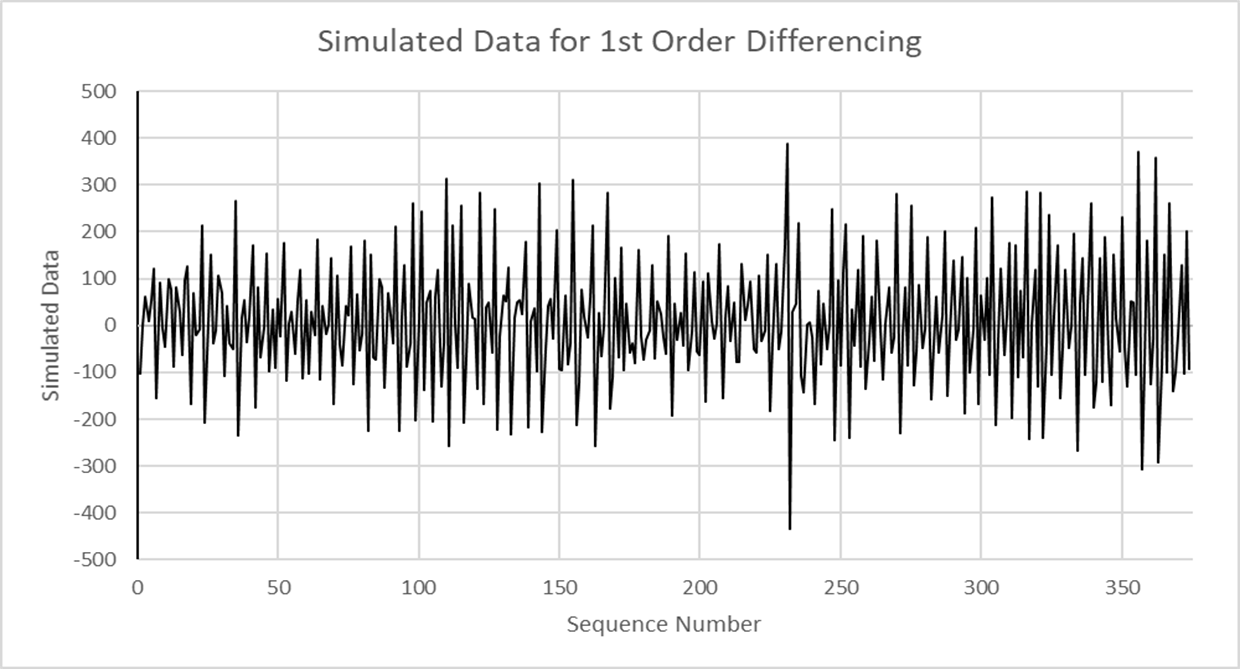 Simulated Data for 1st Order Differencing
Simulated Data
500
400
300
200
100
0
-100
-200
-300
-400
-500
0 50 100 150 200 250 300 350
Sequence Number